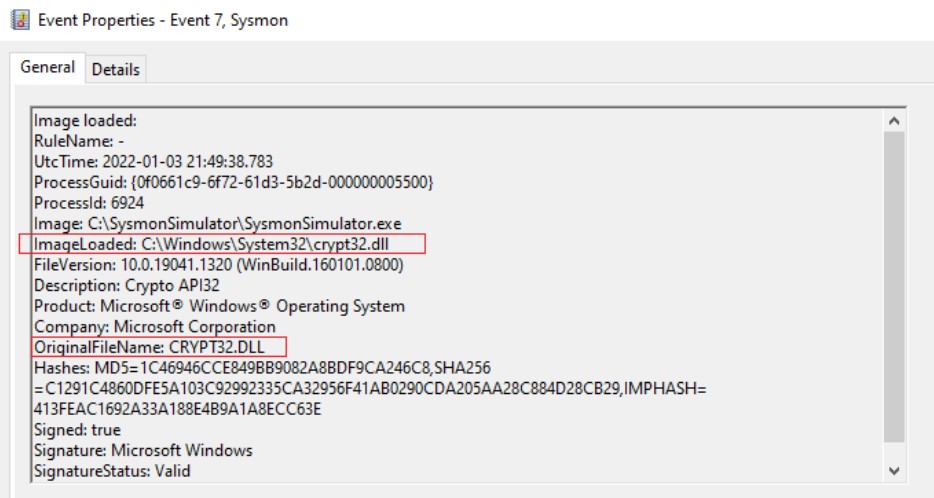 Event Properties - Event 7, Sysmon
General Details
Image loaded:
RuleName: -
UtcTime: 2022-01-03 21:49:38.783
ProcessGuid: {0f0661c9-6f72-61d3-5b2d-000000005500}
ProcessId: 6924
Image: C:\SysmonSimulator\SysmonSimulator.exe
ImageLoaded: C:\Windows\System32\crypt32.dll
FileVersion: 10.0.19041.1320 (WinBuild.160101.0800)
Description: Crypto API32
Product: Microsoft® Windows® Operating System
Company: Microsoft Corporation
OriginalFileName: CRYPT32.DLL
Hashes: MD5=1C46946CCE849BB9082A8BDF9CA246C8,SHA256
=C1291C4860DFE5A103C92992335CA32956F41AB0290CDA205AA28C884D28CB29,IMPHASH=
413FEAC1692A33A188E4B9A1A8ECC63E
Signed: true
Signature: Microsoft Windows
SignatureStatus: Valid